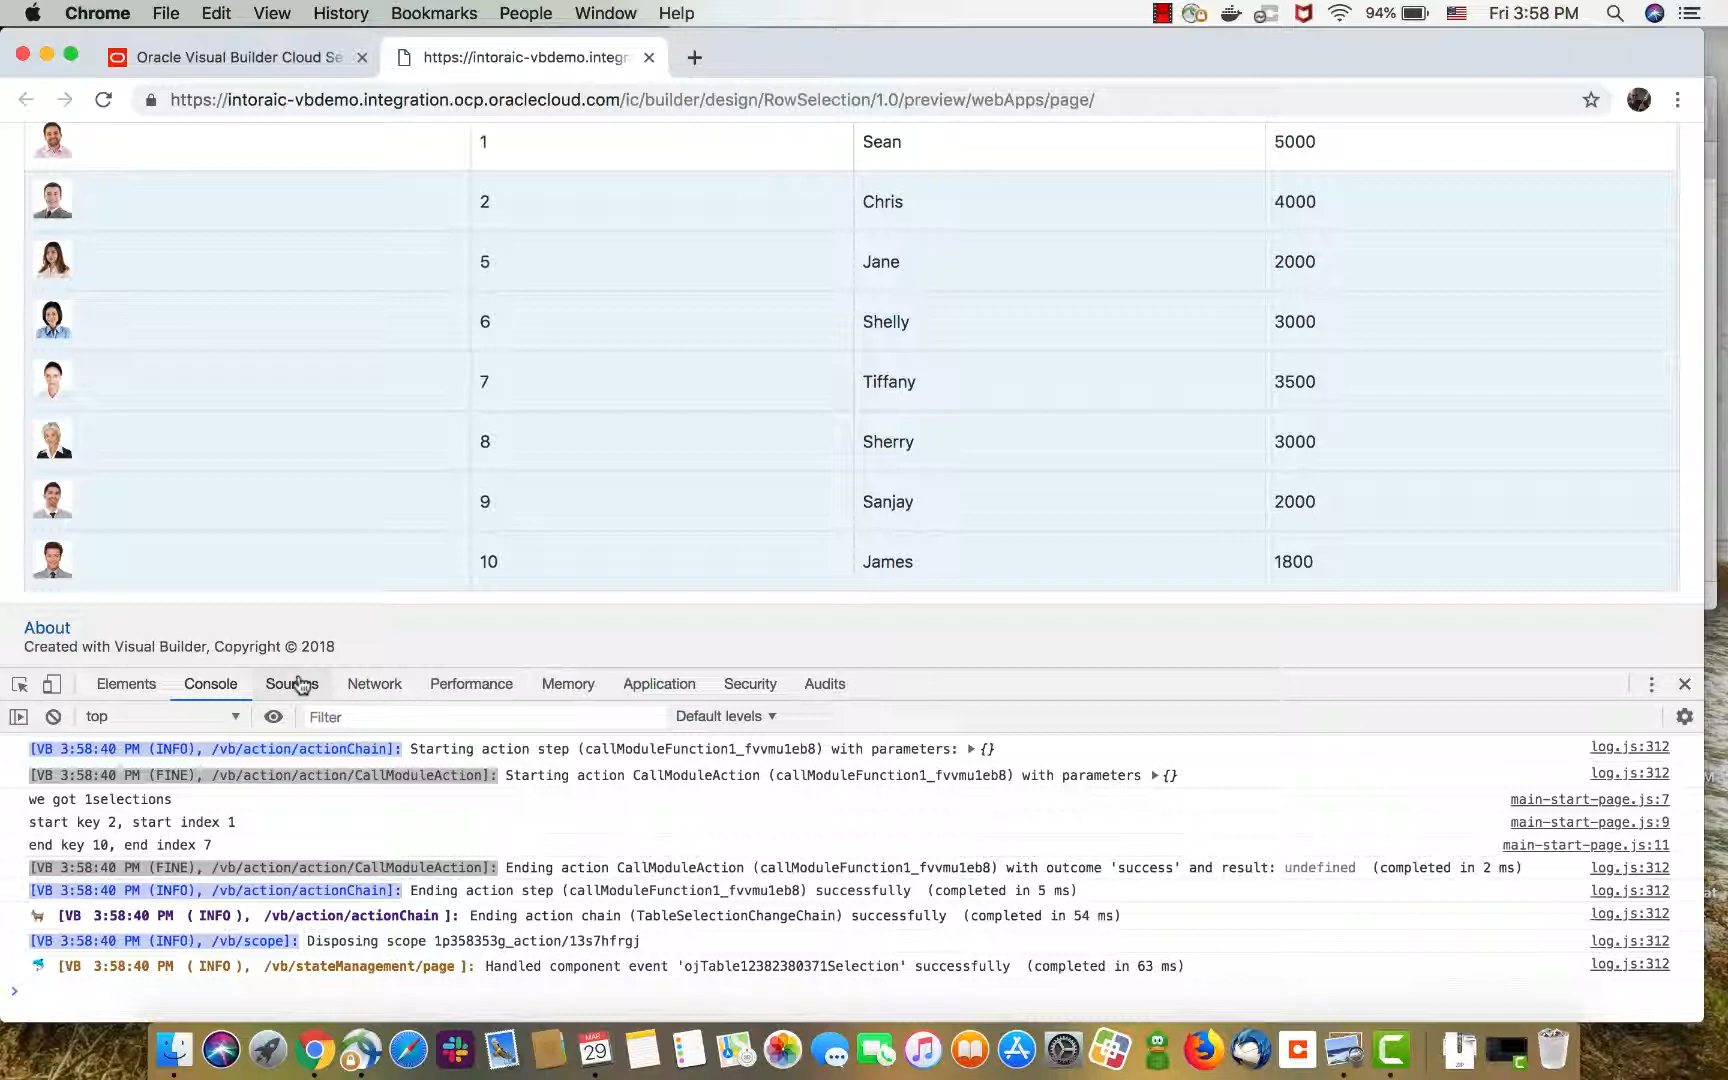 Chrome File Edit View History Bookmarks People Window Help 94% Fri 3:58 PM
Oracle Visual Builder Cloud Se https://intoraic-vbdemo.integr
https://intoraic-vbdemo.integration.ocp.oraclecloud.com/ic/builder/design/RowSelection/1.0/preview/webApps/page/
1 Sean 5000
2 Chris 4000
5 Jane 2000
6 Shelly 3000
7 Tiffany 3500
8 Sherry 3000
9 Sanjay 2000
10 James 1800
About
Created with Visual Builder, Copyright © 2018
Elements Console Sources Network Performance Memory Application Security Audits
top Filter Default levels
[VB 3:58:40 PM (INFO), /vb/action/actionChain]: Starting action step (callModuleFunction1_fvvmu1eb8) with parameters: ▶ {} log.js:312
[VB 3:58:40 PM (FINE), /vb/action/action/CallModuleAction]: Starting action CallModuleAction (callModuleFunction1_fvvmu1eb8) with parameters ▶ {} log.js:312
we got 1selections main-start-page.js:7
start key 2, start index 1 main-start-page.js:9
end key 10, end index 7 main-start-page.js:11
[VB 3:58:40 PM (FINE), /vb/action/action/CallModuleAction]: Ending action CallModuleAction (callModuleFunction1_fvvmu1eb8) with outcome 'success' and result: undefined (completed in 2 ms) log.js:312
[VB 3:58:40 PM (INFO), /vb/action/actionChain]: Ending action step (callModuleFunction1_fvvmu1eb8) successfully (completed in 5 ms) log.js:312
[VB 3:58:40 PM (INFO), /vb/action/actionChain ]: Ending action chain (TableSelectionChangeChain) successfully (completed in 54 ms) log.js:312
[VB 3:58:40 PM (INFO), /vb/scope]: Disposing scope 1p358353g_action/13s7hfrgj log.js:312
[VB 3:58:40 PM (INFO), /vb/stateManagement/page ]: Handled component event 'ojTable12382380371Selection' successfully (completed in 63 ms) log.js:312
>
MAR
29